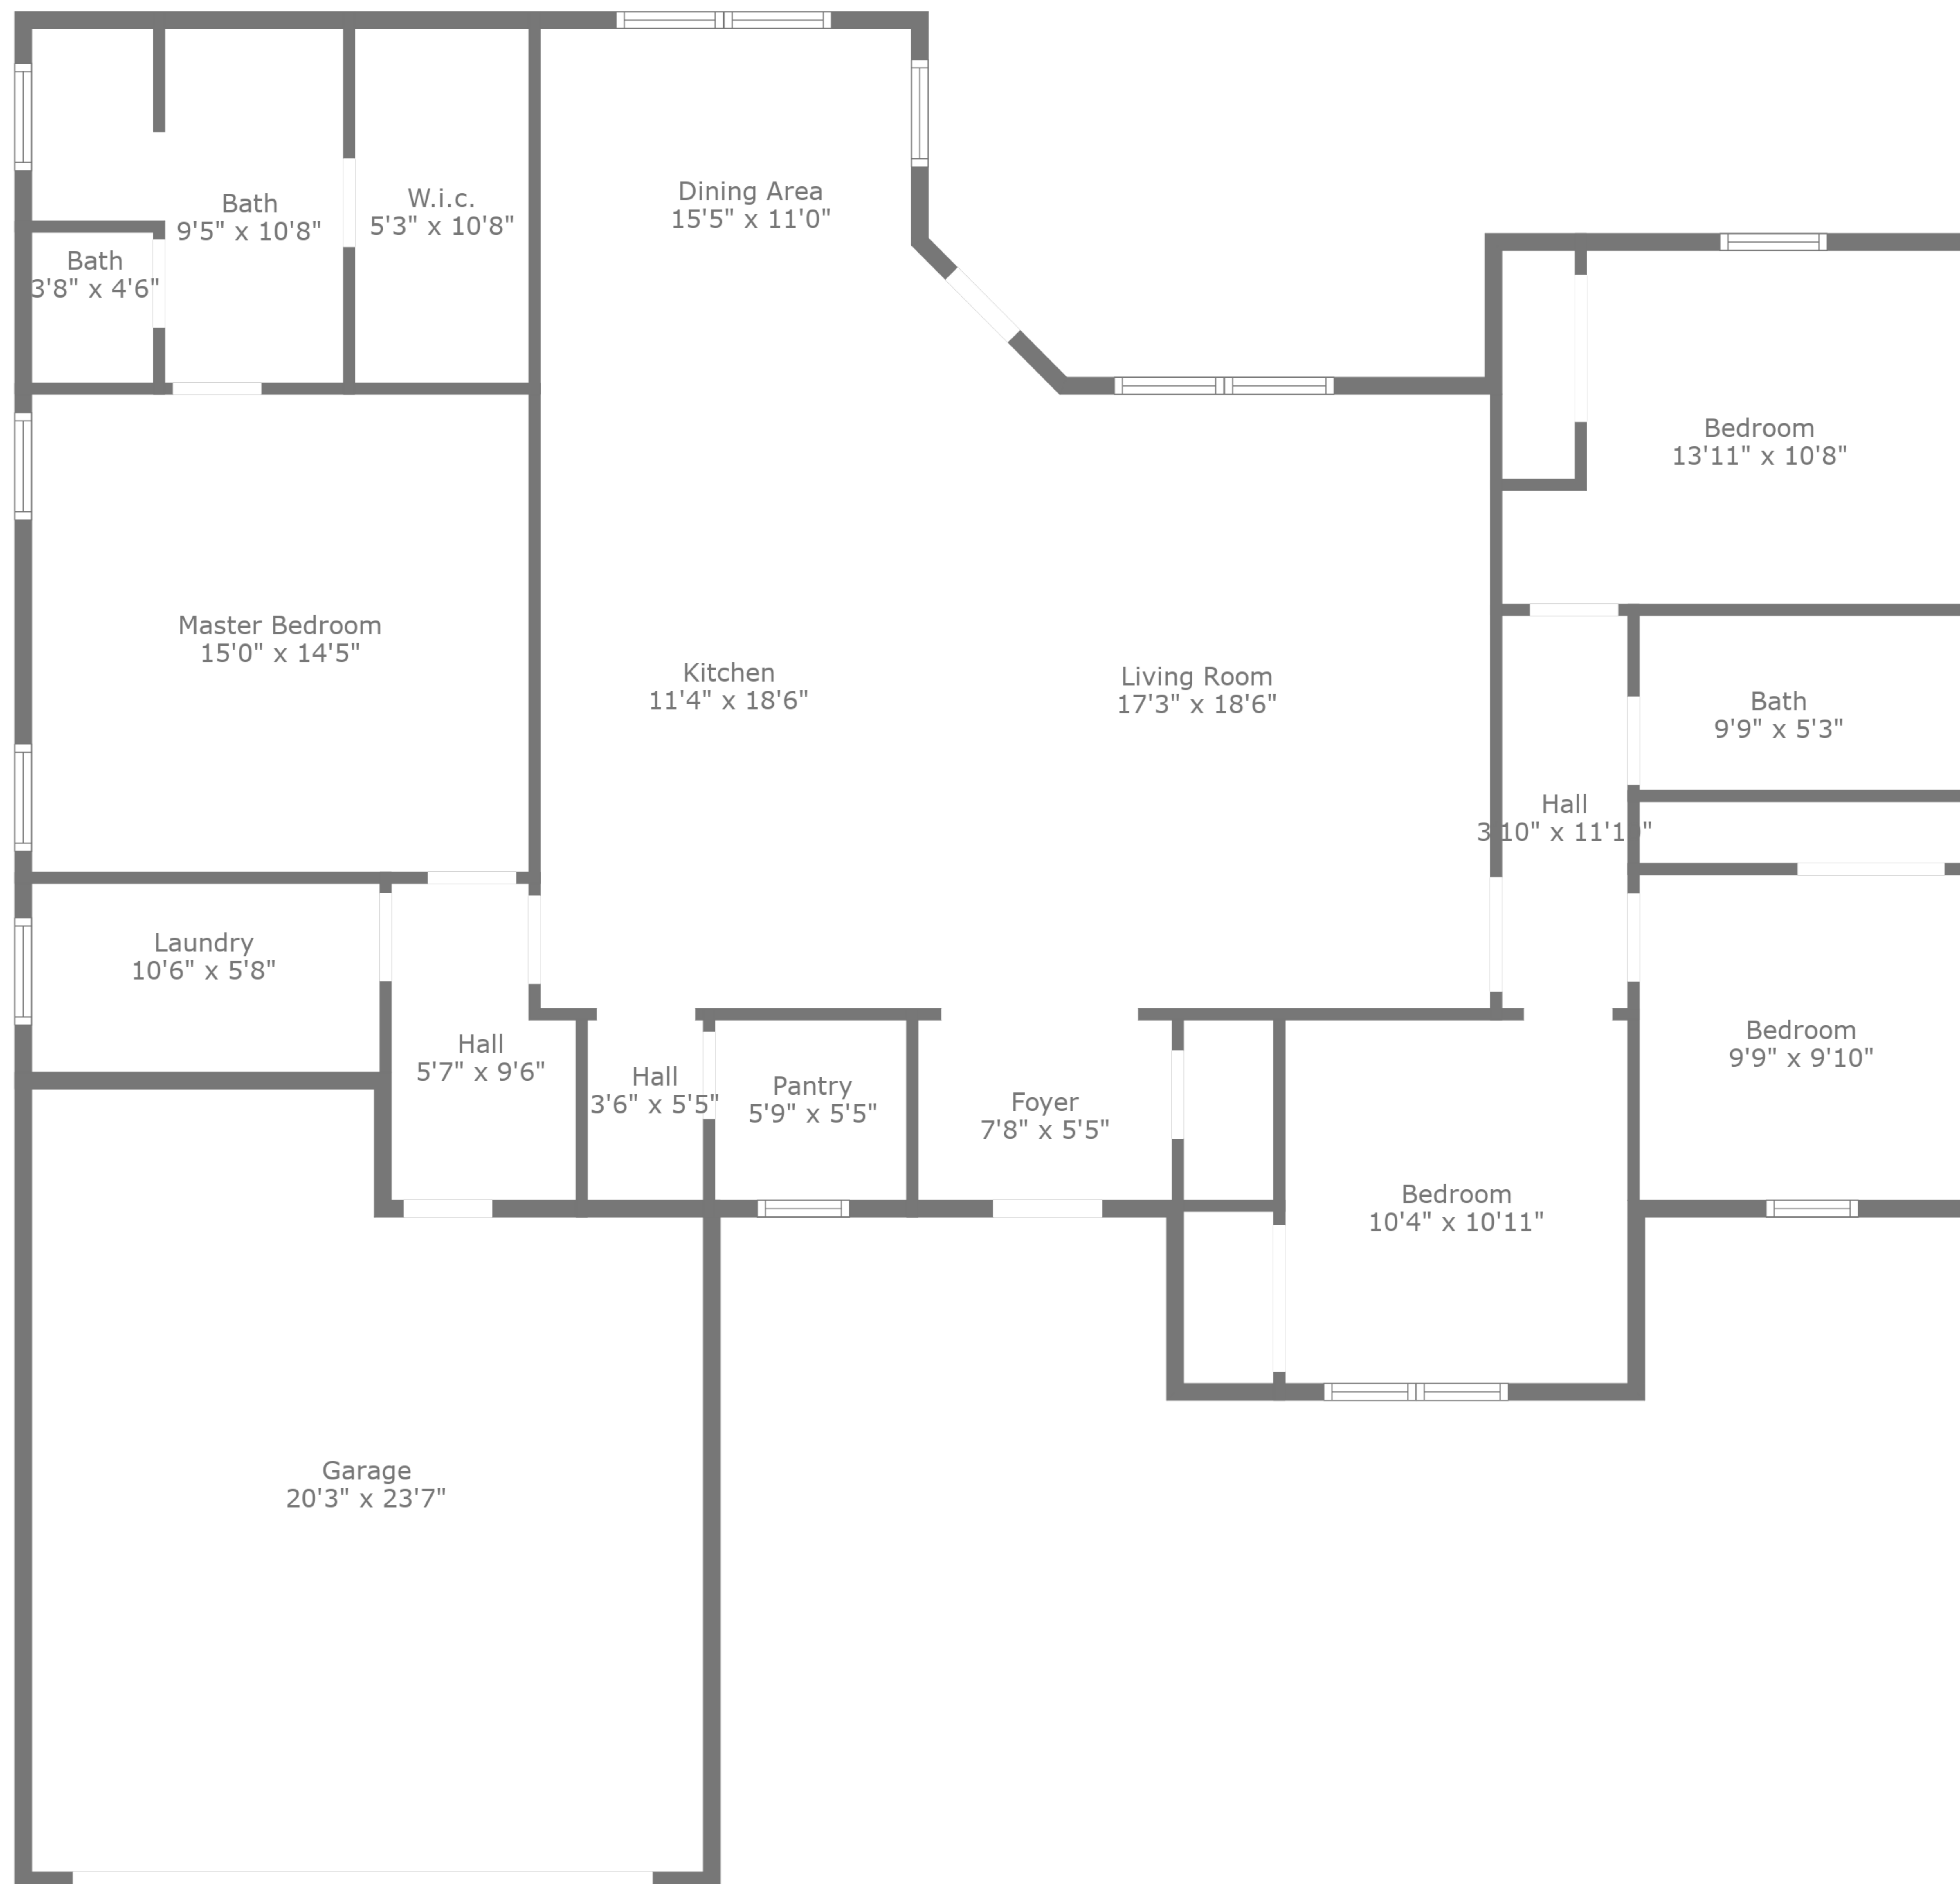 Dining Area
15'5" x 11'0"
W.i.c.
5'3" x 10'8"
Bath
9'5" x 10'8"
Bath
3'8" x 4'6"
Bedroom
13'11" x 10'8"
Master Bedroom
15'0" x 14'5"
Kitchen
11'4" x 18'6"
Living Room
17'3" x 18'6"
Bath
9'9" x 5'3"
Hall
3'10" x 11'10"
Laundry
10'6" x 5'8"
Hall
5'7" x 9'6"
Hall
3'6" x 5'5"
Pantry
5'9" x 5'5"
Foyer
7'8" x 5'5"
Bedroom
9'9" x 9'10"
Bedroom
10'4" x 10'11"
Garage
20'3" x 23'7"